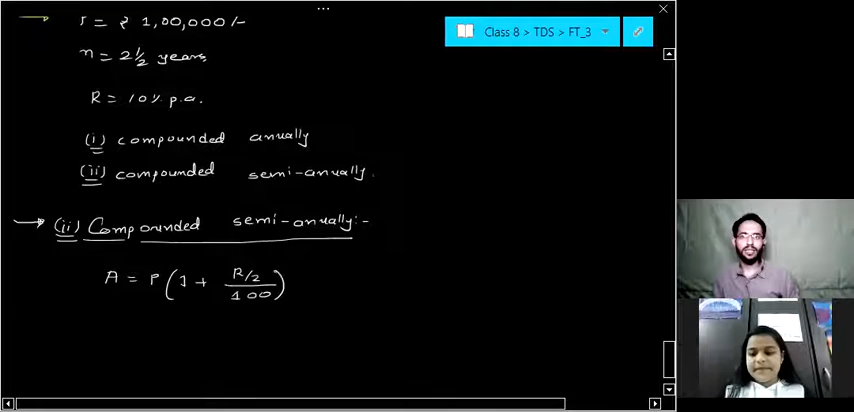 Class 8 > TDS > FT_3
= ₹ 1,00,000/-
n = 2½ years
R = 10% p.a.
(i) compounded anually
(ii) compounded semi-anually.
(ii) Compounded semi-anually:-
A = P(1 + R/2
100)